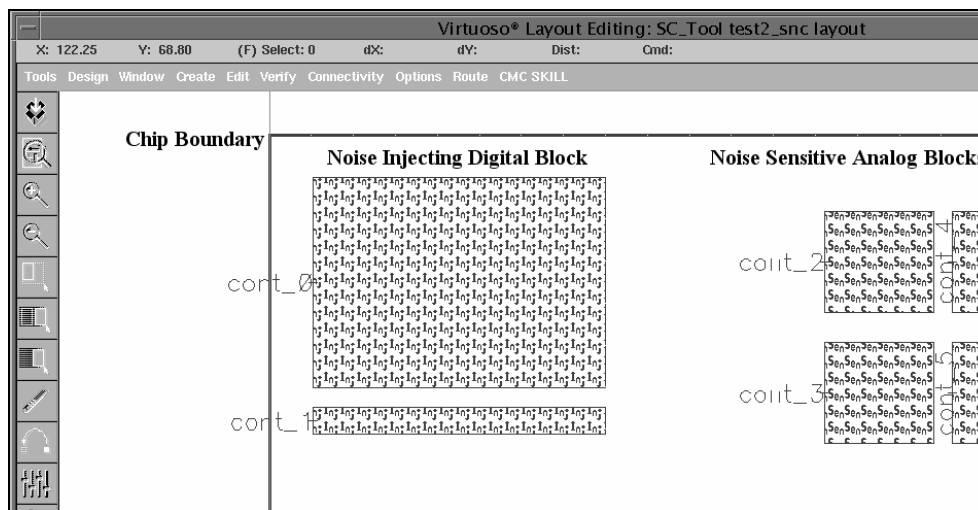 Virtuoso® Layout Editing: SC_Tool test2_snc layout
X: 122.25 Y: 68.80 (F) Select: 0 dX: dY: Dist: Cmd:
Tools Design Window Create Edit Verify Connectivity Options Route CMC SKILL
Chip Boundary
Noise Injecting Digital Block
Noise Sensitive Analog Blocks
cont_0
cont_1
cont_2
cont_4
cont_3
cont_5